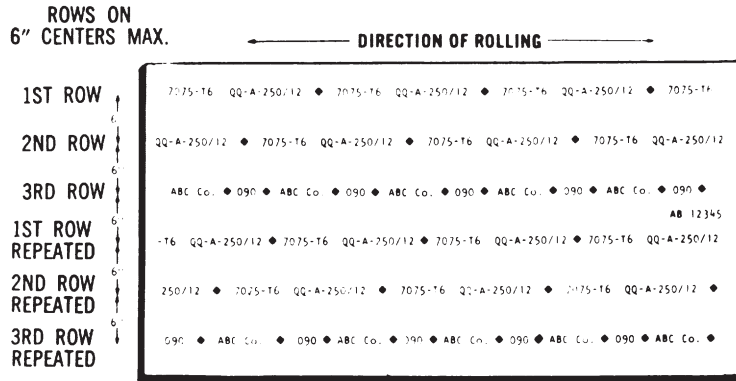 ROWS ON
6" CENTERS MAX.
DIRECTION OF ROLLING
1ST ROW
7075-T6 QQ-A-250/12 ◆ 7075-T6 QQ-A-250/12 ◆ 7075-T6 QQ-A-250/12 ◆ 7075-T6
6"
2ND ROW
QQ-A-250/12 ◆ 7075-T6 QQ-A-250/12 ◆ 7075-T6 QQ-A-250/12 ◆ 7075-T6 QQ-A-250/12
6"
3RD ROW
ABC Co. ◆ 090 ◆ ABC Co. ◆ 090 ◆ ABC Co. ◆ 090 ◆ ABC Co. ◆ 090 ◆ ABC Co. ◆ 090 ◆
AB 12345
6"
1ST ROW
REPEATED
-T6 QQ-A-250/12 ◆ 7075-T6 QQ-A-250/12 ◆ 7075-T6 QQ-A-250/12 ◆ 7075-T6 QQ-A-250/12
6"
2ND ROW
REPEATED
250/12 ◆ 7075-T6 QQ-A-250/12 ◆ 7075-T6 QQ-A-250/12 ◆ 7075-T6 QQ-A-250/12 ◆
6"
3RD ROW
REPEATED
090 ◆ ABC Co. ◆ 090 ◆ ABC Co. ◆ 090 ◆ ABC Co. ◆ 090 ◆ ABC Co. ◆ 090 ◆ ABC Co. ◆